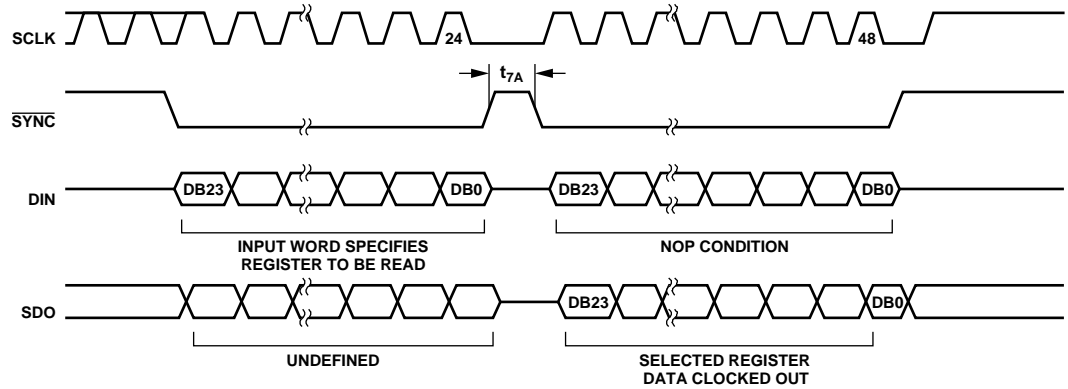 SCLK
24
48
t7A
SYNC
DIN
DB23
DB0
DB23
DB0
INPUT WORD SPECIFIES
REGISTER TO BE READ
NOP CONDITION
SDO
DB23
DB0
UNDEFINED
SELECTED REGISTER
DATA CLOCKED OUT